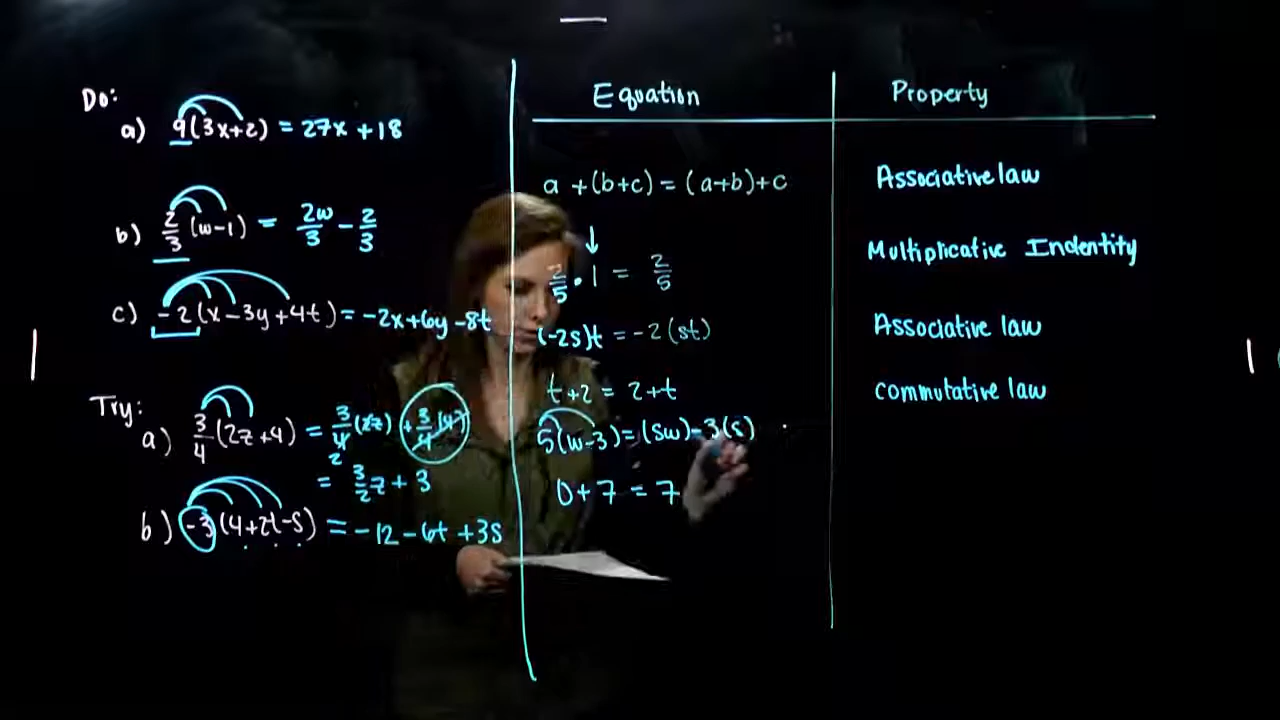 Do:
a) 9(3x+2) = 27x + 18
b) 2/3 (w-1) = 2w/3 - 2/3
c) -2(x-3y+4t) = -2x+6y-8t
Try:
a) 3/4 (2z+4) = 3/4 (2z) + 3/4 (4)
2
= 3/2 z + 3
b) -3(4+2t-s) = -12-6t+3s
Equation
a +(b+c) = (a+b)+c
2/5 · 1 = 2/5
(-2s)t = -2(st)
t+2 = 2+t
5(w-3) = (5w)-3(5)
0+7 = 7
Property
Associative law
Multiplicative Indentity
Associative law
Commutative law